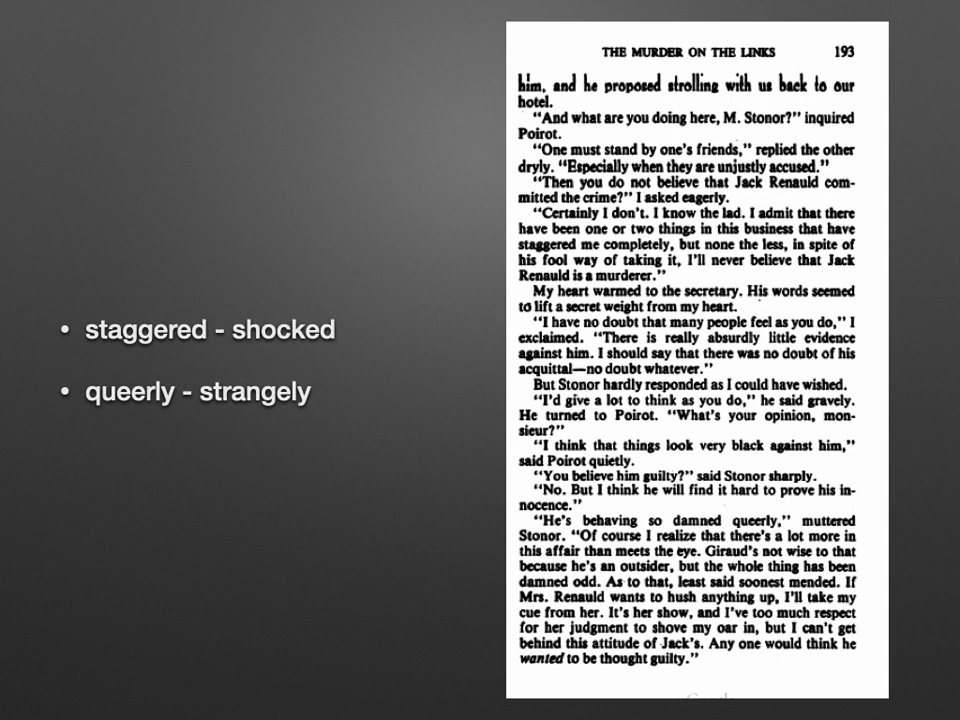 • staggered - shocked
• queerly - strangely
THE MURDER ON THE LINKS 193
him, and he proposed strolling with us back to our
hotel.
“And what are you doing here, M. Stonor?” inquired
Poirot.
“One must stand by one’s friends,” replied the other
dryly. “Especially when they are unjustly accused.”
“Then you do not believe that Jack Renauld com-
mitted the crime?” I asked eagerly.
“Certainly I don’t. I know the lad. I admit that there
have been one or two things in this business that have
staggered me completely, but none the less, in spite of
his fool way of taking it, I’ll never believe that Jack
Renauld is a murderer.”
My heart warmed to the secretary. His words seemed
to lift a secret weight from my heart.
“I have no doubt that many people feel as you do,” I
exclaimed. “There is really absurdly little evidence
against him. I should say that there was no doubt of his
acquittal—no doubt whatever.”
But Stonor hardly responded as I could have wished.
“I’d give a lot to think as you do,” he said gravely.
He turned to Poirot. “What’s your opinion, mon-
sieur?”
“I think that things look very black against him,”
said Poirot quietly.
“You believe him guilty?” said Stonor sharply.
“No. But I think he will find it hard to prove his in-
nocence.”
“He’s behaving so damned queerly,” muttered
Stonor. “Of course I realize that there’s a lot more in
this affair than meets the eye. Giraud’s not wise to that
because he’s an outsider, but the whole thing has been
damned odd. As to that, least said soonest mended. If
Mrs. Renauld wants to hush anything up, I’ll take my
cue from her. It’s her show, and I’ve too much respect
for her judgment to shove my oar in, but I can’t get
behind this attitude of Jack’s. Any one would think he
wanted to be thought guilty.”